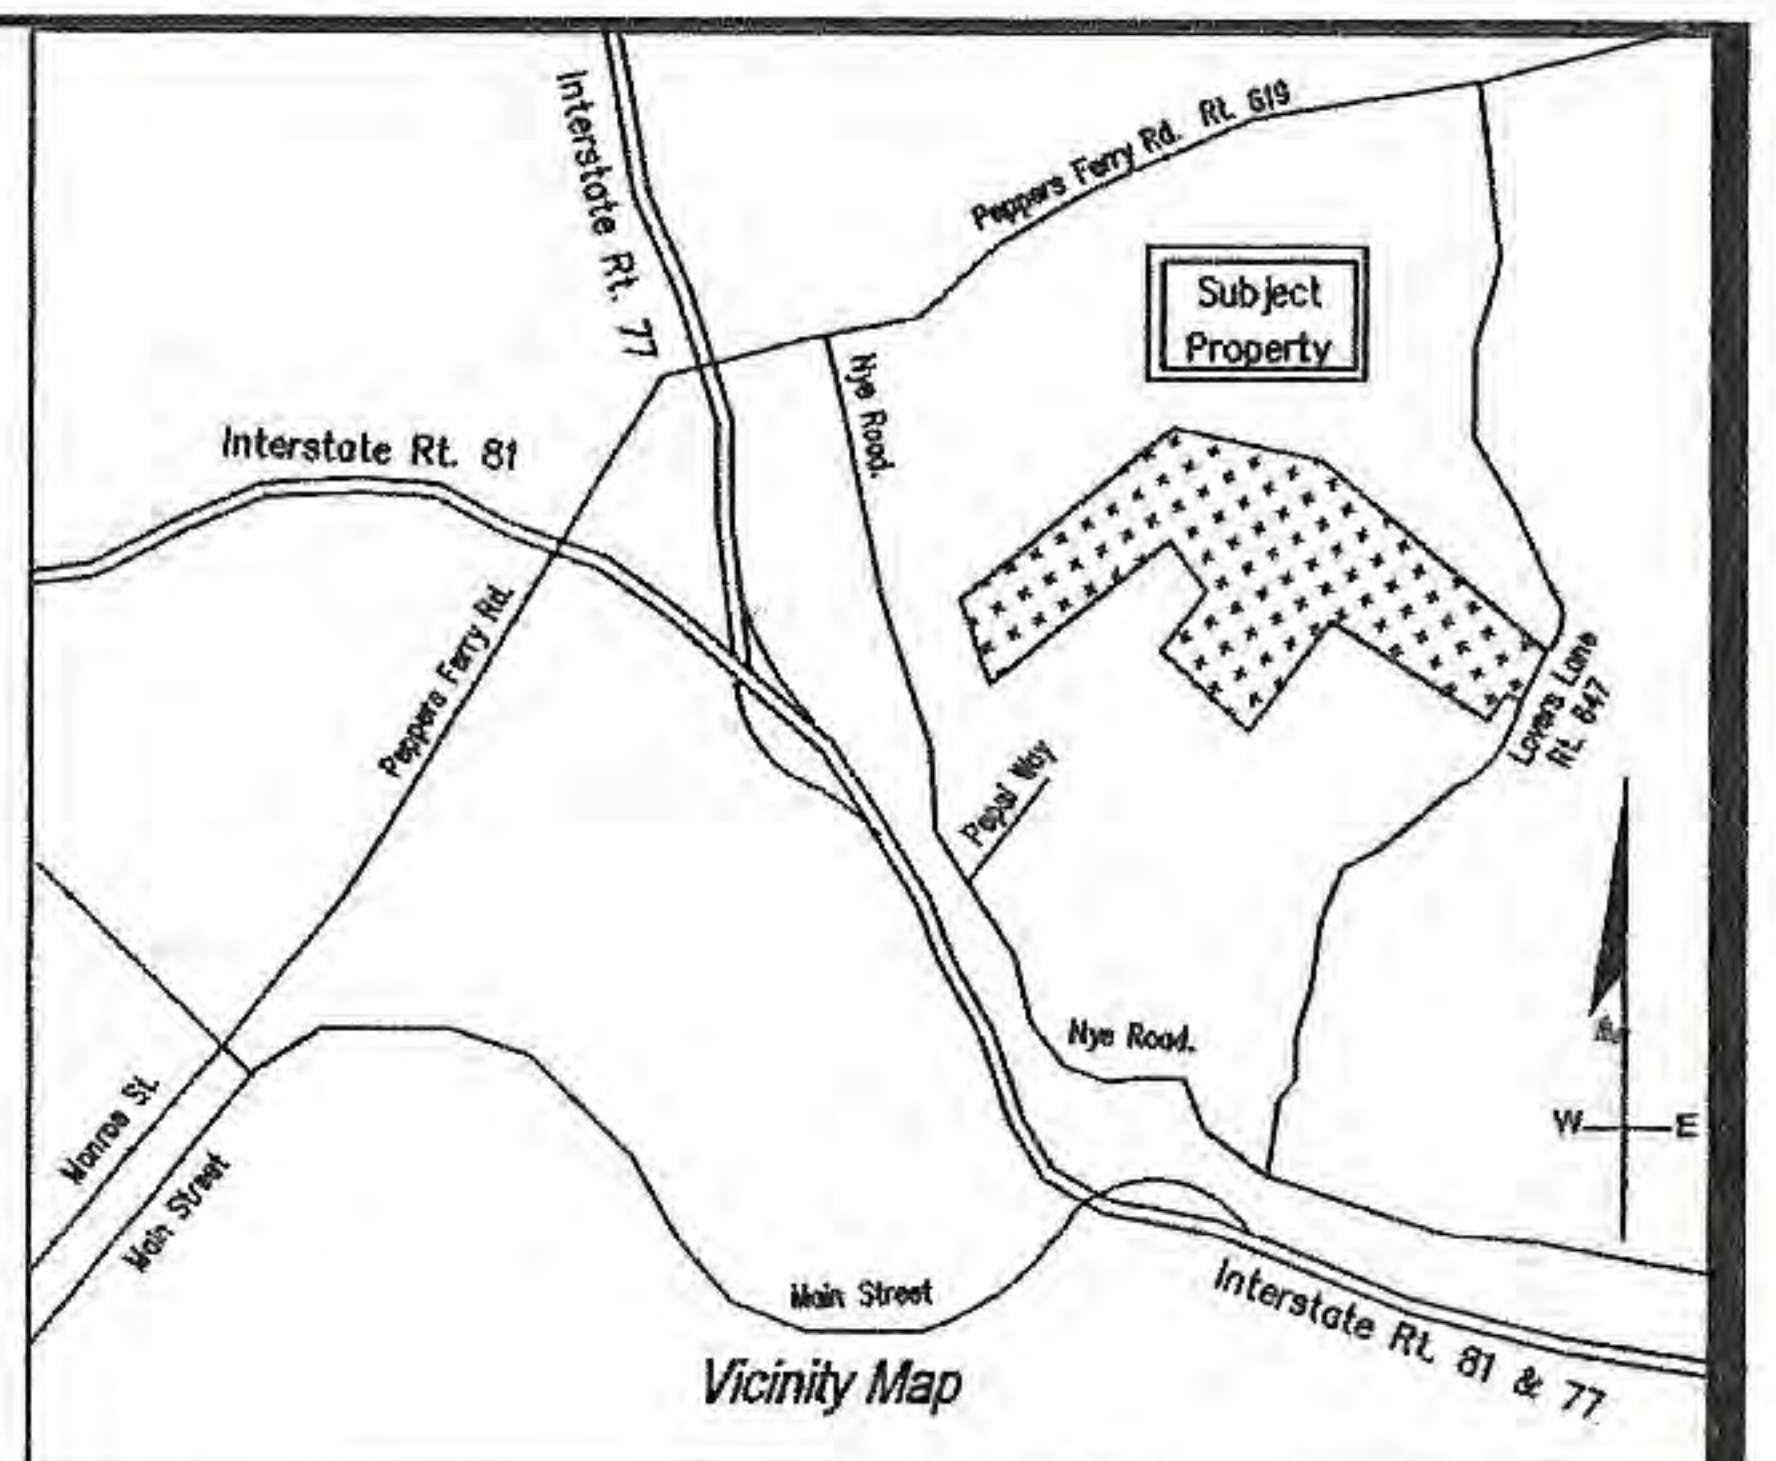 Interstate Rt. 77
Peppers Ferry Rd. Rt. 619
Subject
Property
Nye Road.
Interstate Rt. 81
Peppers Ferry Rd.
Lovers Lane
Rt. 647
Pepsi Way
Nye Road.
W E
Monroe St.
Main Street
Main Street
Interstate Rt. 81 & 77
Vicinity Map